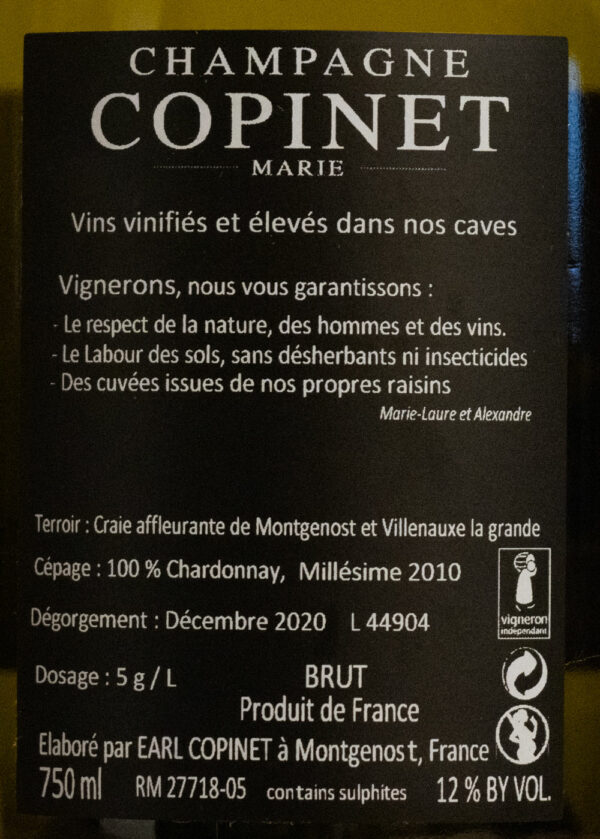 CHAMPAGNE
COPINET
MARIE
Vins vinifiés et élevés dans nos caves
Vignerons, nous vous garantissons :
- Le respect de la nature, des hommes et des vins.
- Le Labour des sols, sans désherbants ni insecticides
- Des cuvées issues de nos propres raisins
Marie-Laure et Alexandre
Terroir : Craie affleurante de Montgenost et Villenauxe la grande
Cépage : 100 % Chardonnay, Millésime 2010
Dégorgement : Décembre 2020 L 44904
vigneron
independant
Dosage : 5 g / L BRUT
Produit de France
Elaboré par EARL COPINET à Montgenost, France
750 ml RM 27718-05 contains sulphites 12 % BY VOL.